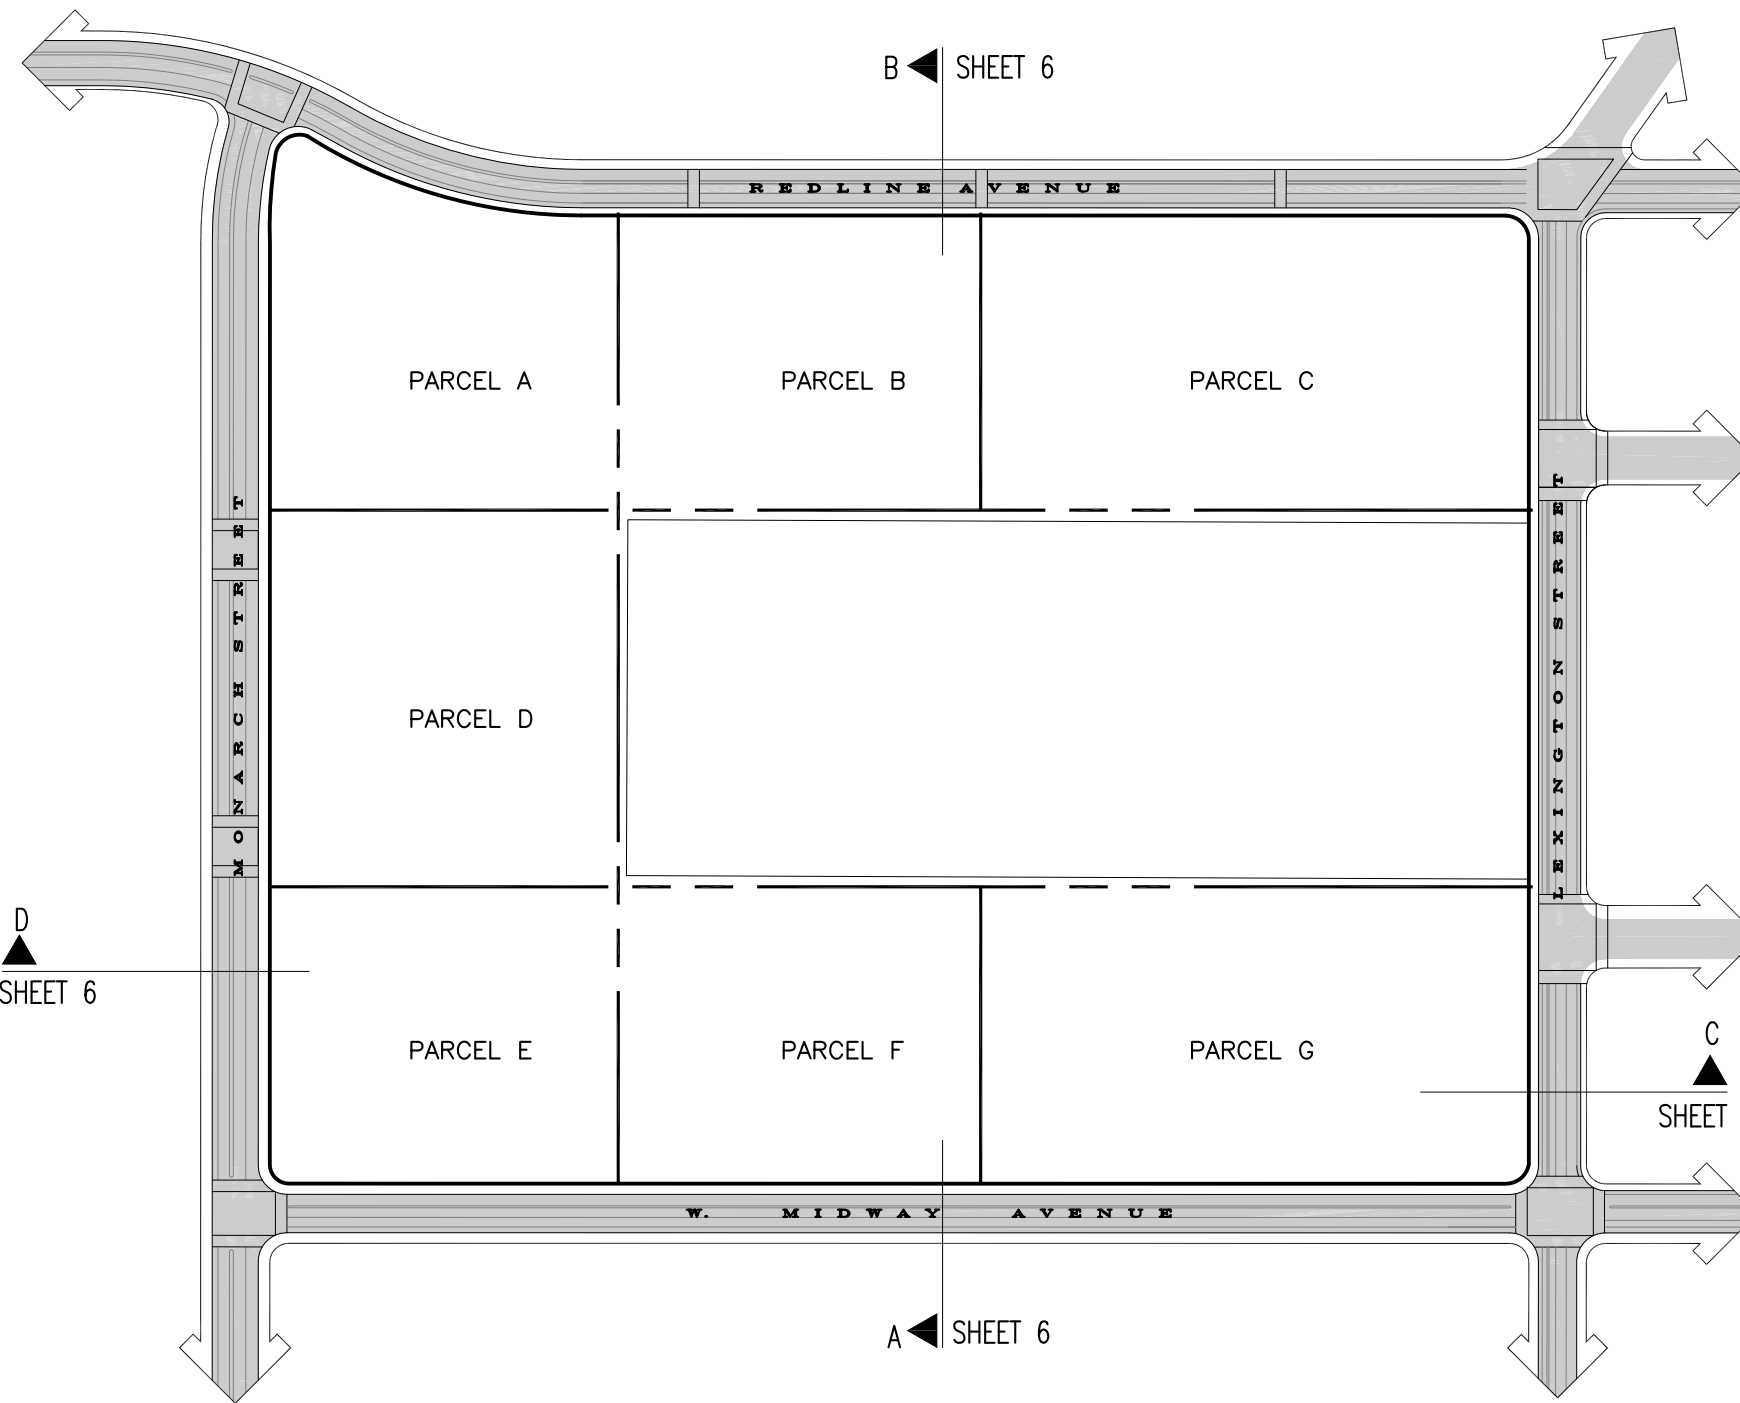 B SHEET 6
REDLINE AVENUE
PARCEL A
PARCEL B
PARCEL C
MONARCH STREET
LEXINGTON STREET
PARCEL D
D
SHEET 6
PARCEL E
PARCEL F
PARCEL G
C
SHEET
W. MIDWAY AVENUE
A SHEET 6